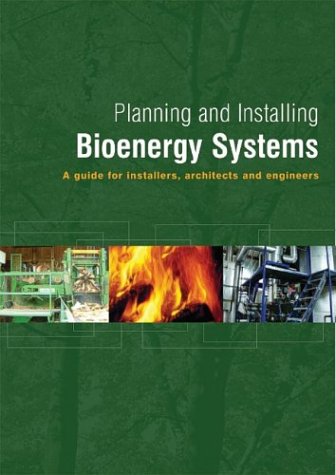 Planning and Installing
Bioenergy Systems
A guide for installers, architects and engineers